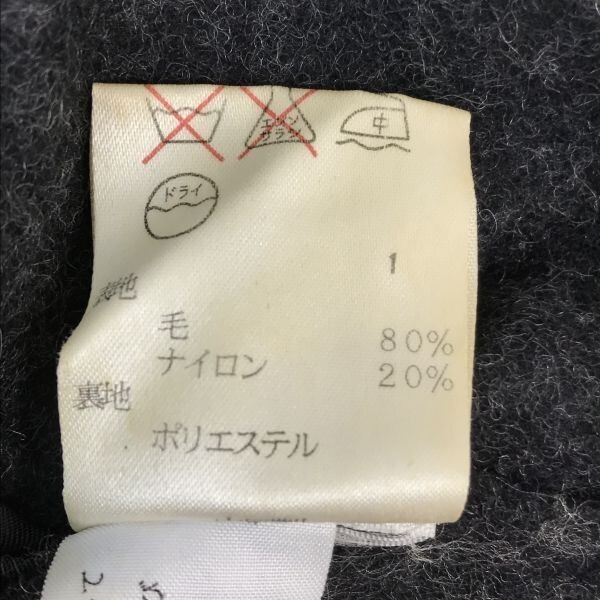 エンソ
サラシ
中
ドライ
1
表地
毛 80%
ナイロン 20%
裏地
ポリエステル